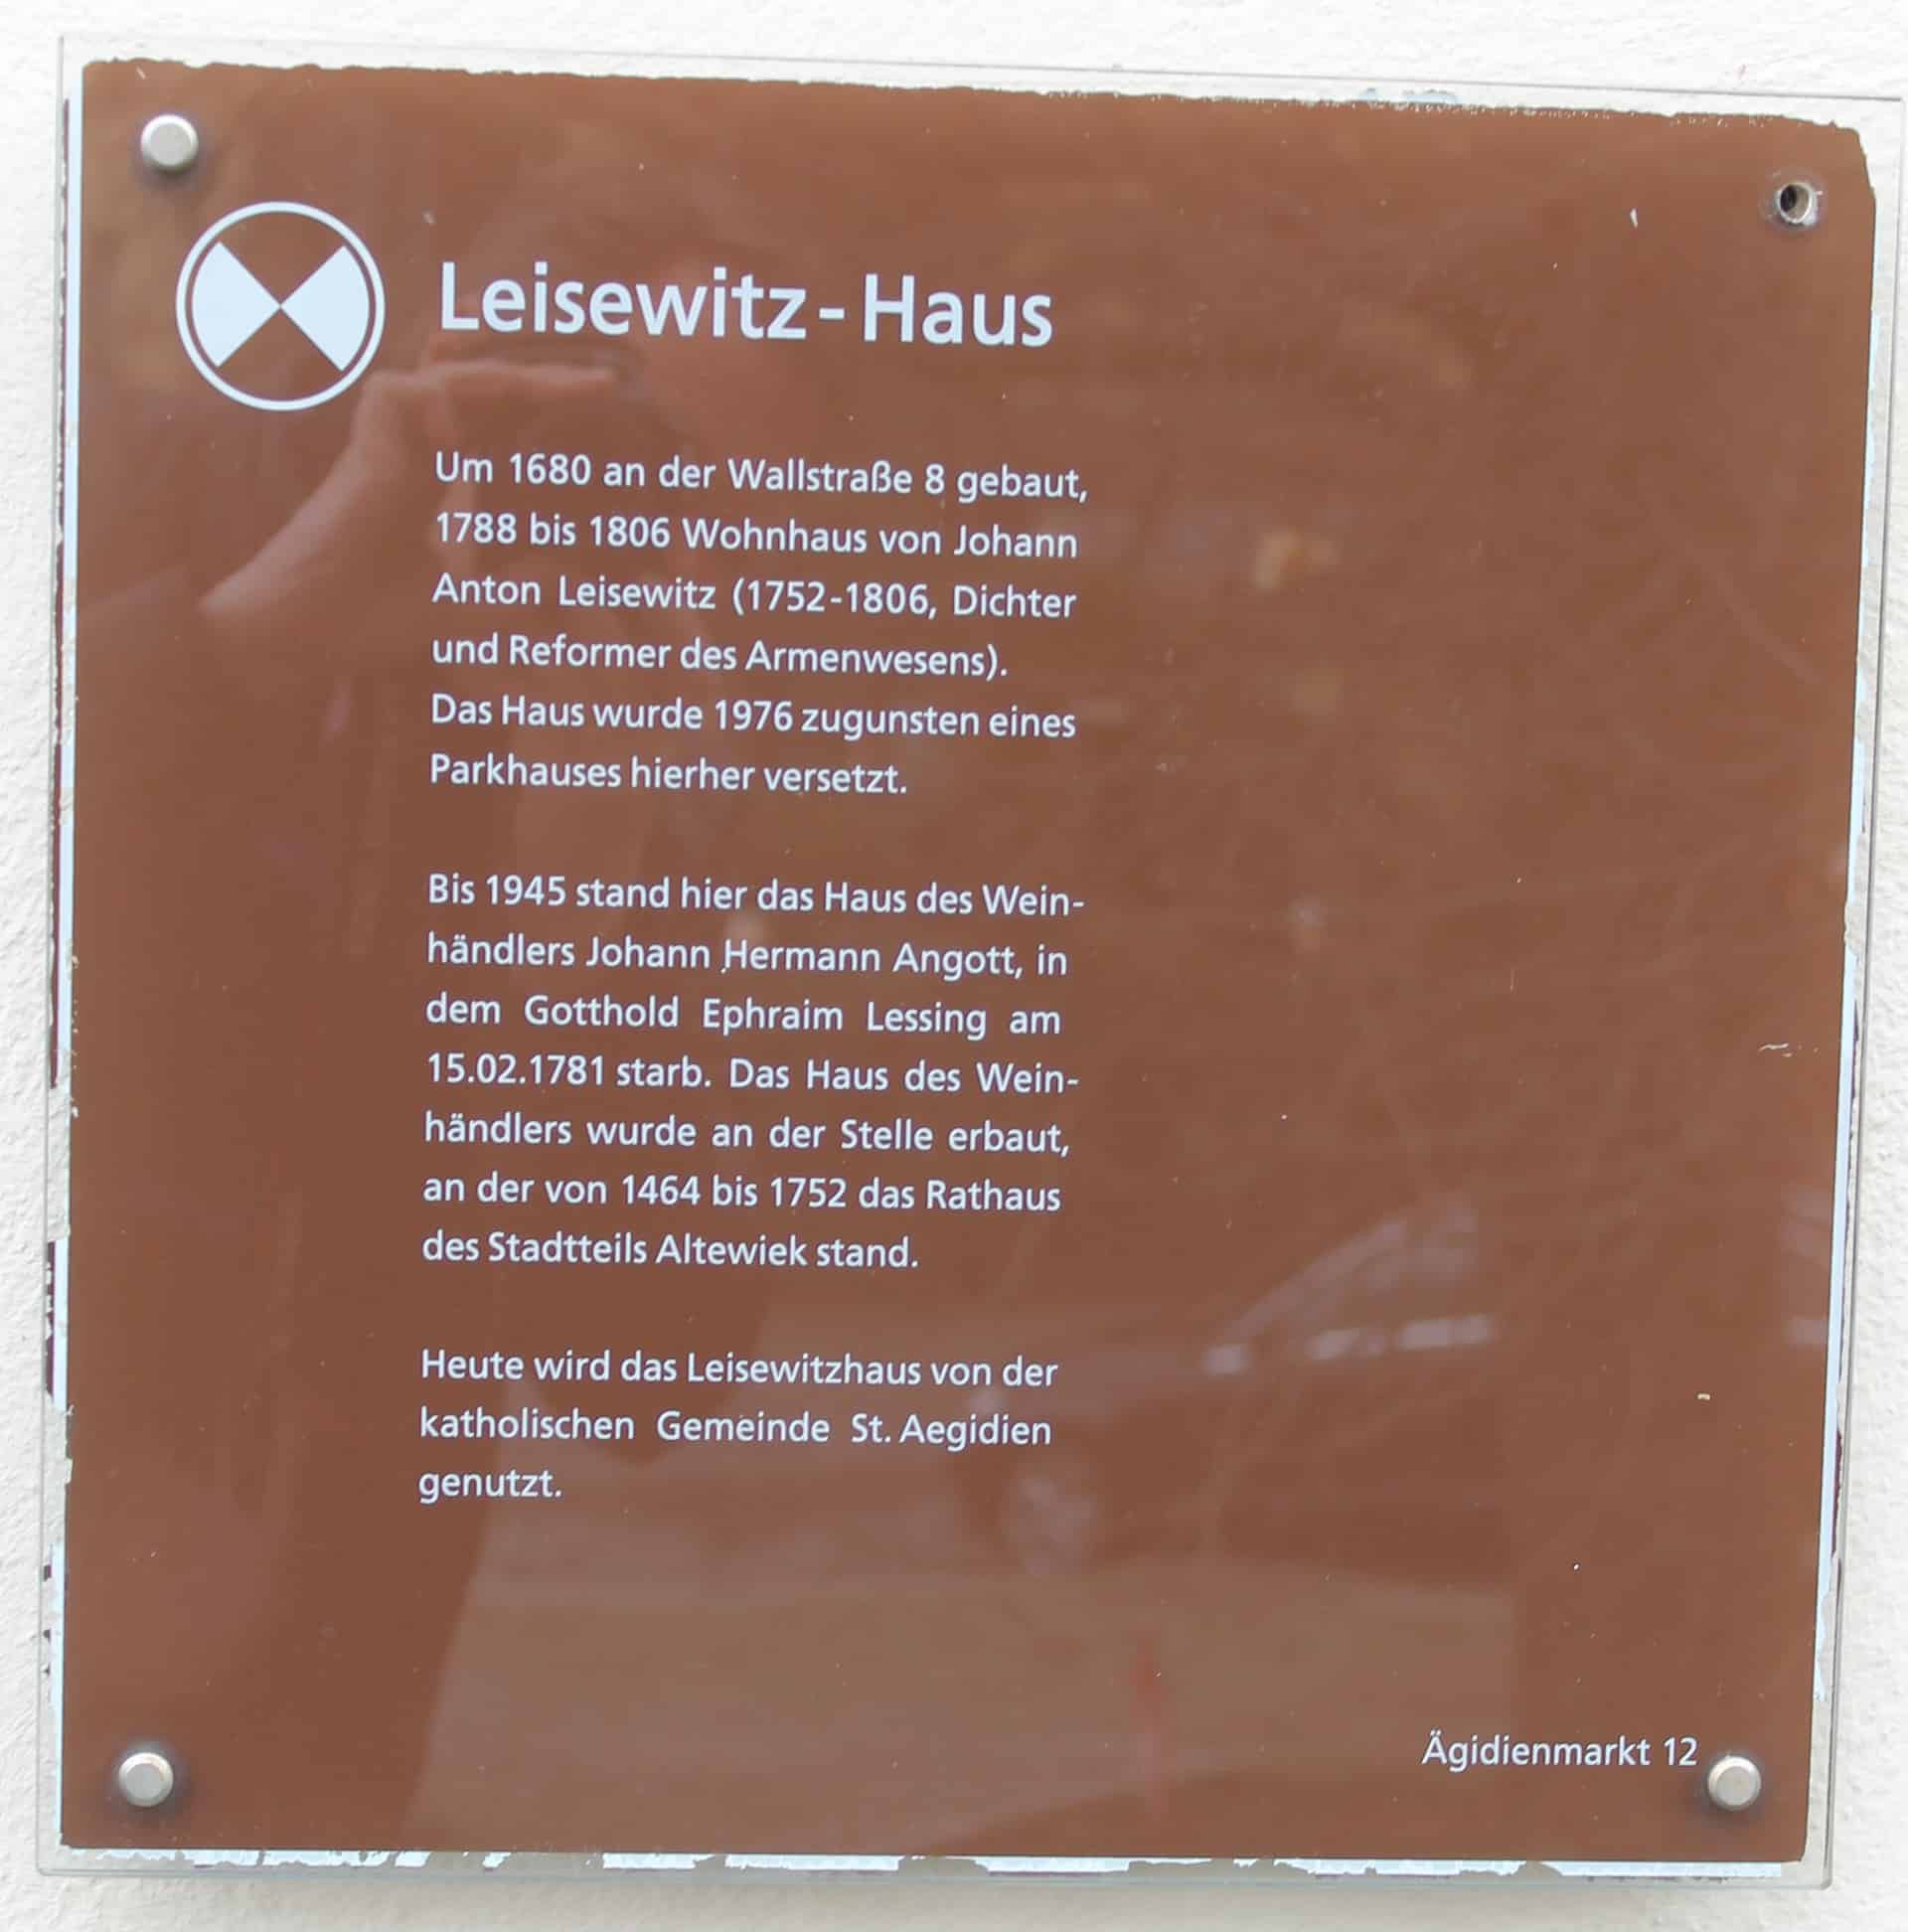 Leisewitz-Haus
Um 1680 an der Wallstraße 8 gebaut,
1788 bis 1806 Wohnhaus von Johann
Anton Leisewitz (1752-1806, Dichter
und Reformer des Armenwesens).
Das Haus wurde 1976 zugunsten eines
Parkhauses hierher versetzt.
Bis 1945 stand hier das Haus des Wein-
händlers Johann Hermann Angott, in
dem Gotthold Ephraim Lessing am
15.02.1781 starb. Das Haus des Wein-
händlers wurde an der Stelle erbaut,
an der von 1464 bis 1752 das Rathaus
des Stadtteils Altewiek stand.
Heute wird das Leisewitzhaus von der
katholischen Gemeinde St. Aegidien
genutzt.
Ägidienmarkt 12